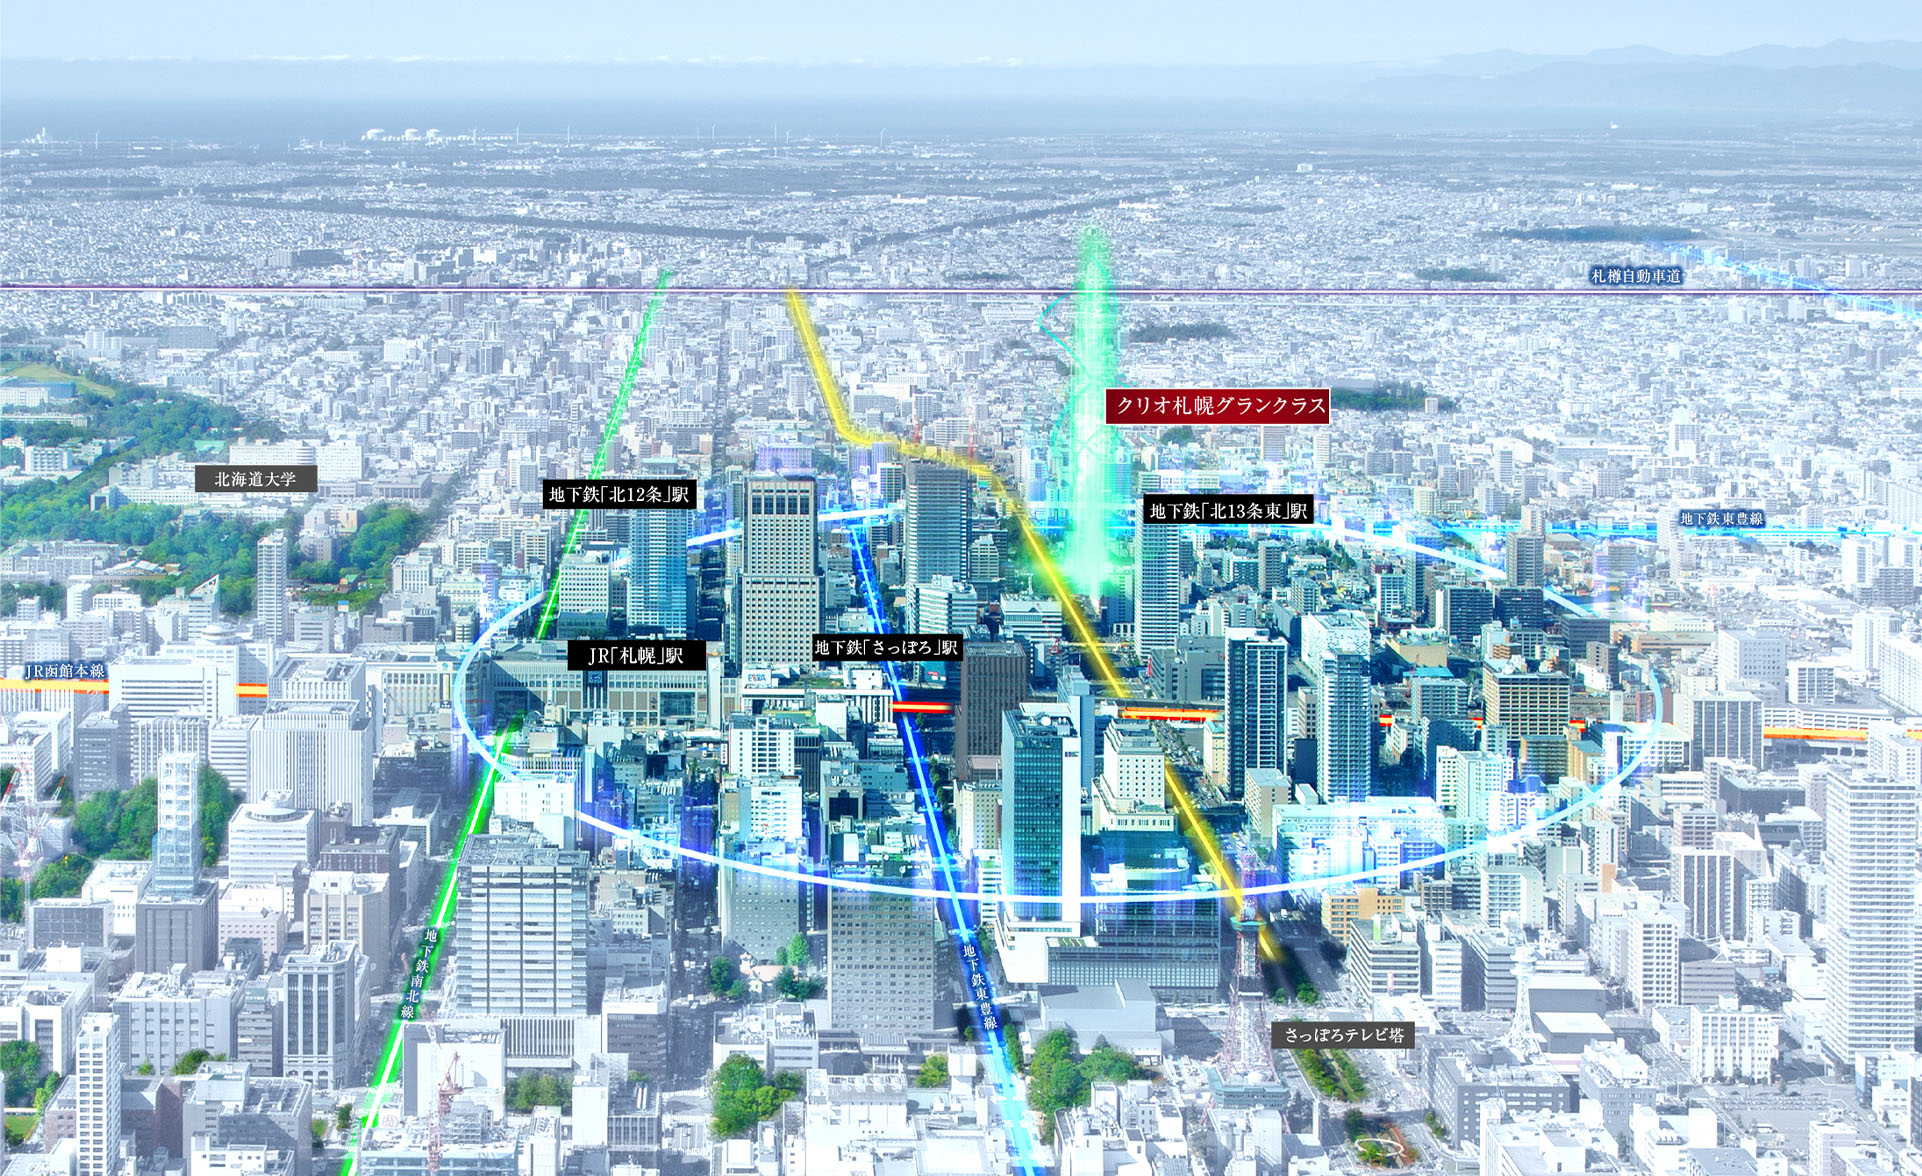 札樽自動車道
クリオ札幌グランクラス
北海道大学
地下鉄「北12条」駅
地下鉄「北13条東」駅
地下鉄東豊線
JR「札幌」駅
地下鉄「さっぽろ」駅
JR函館本線
地下鉄南北線
地下鉄東豊線
さっぽろテレビ塔